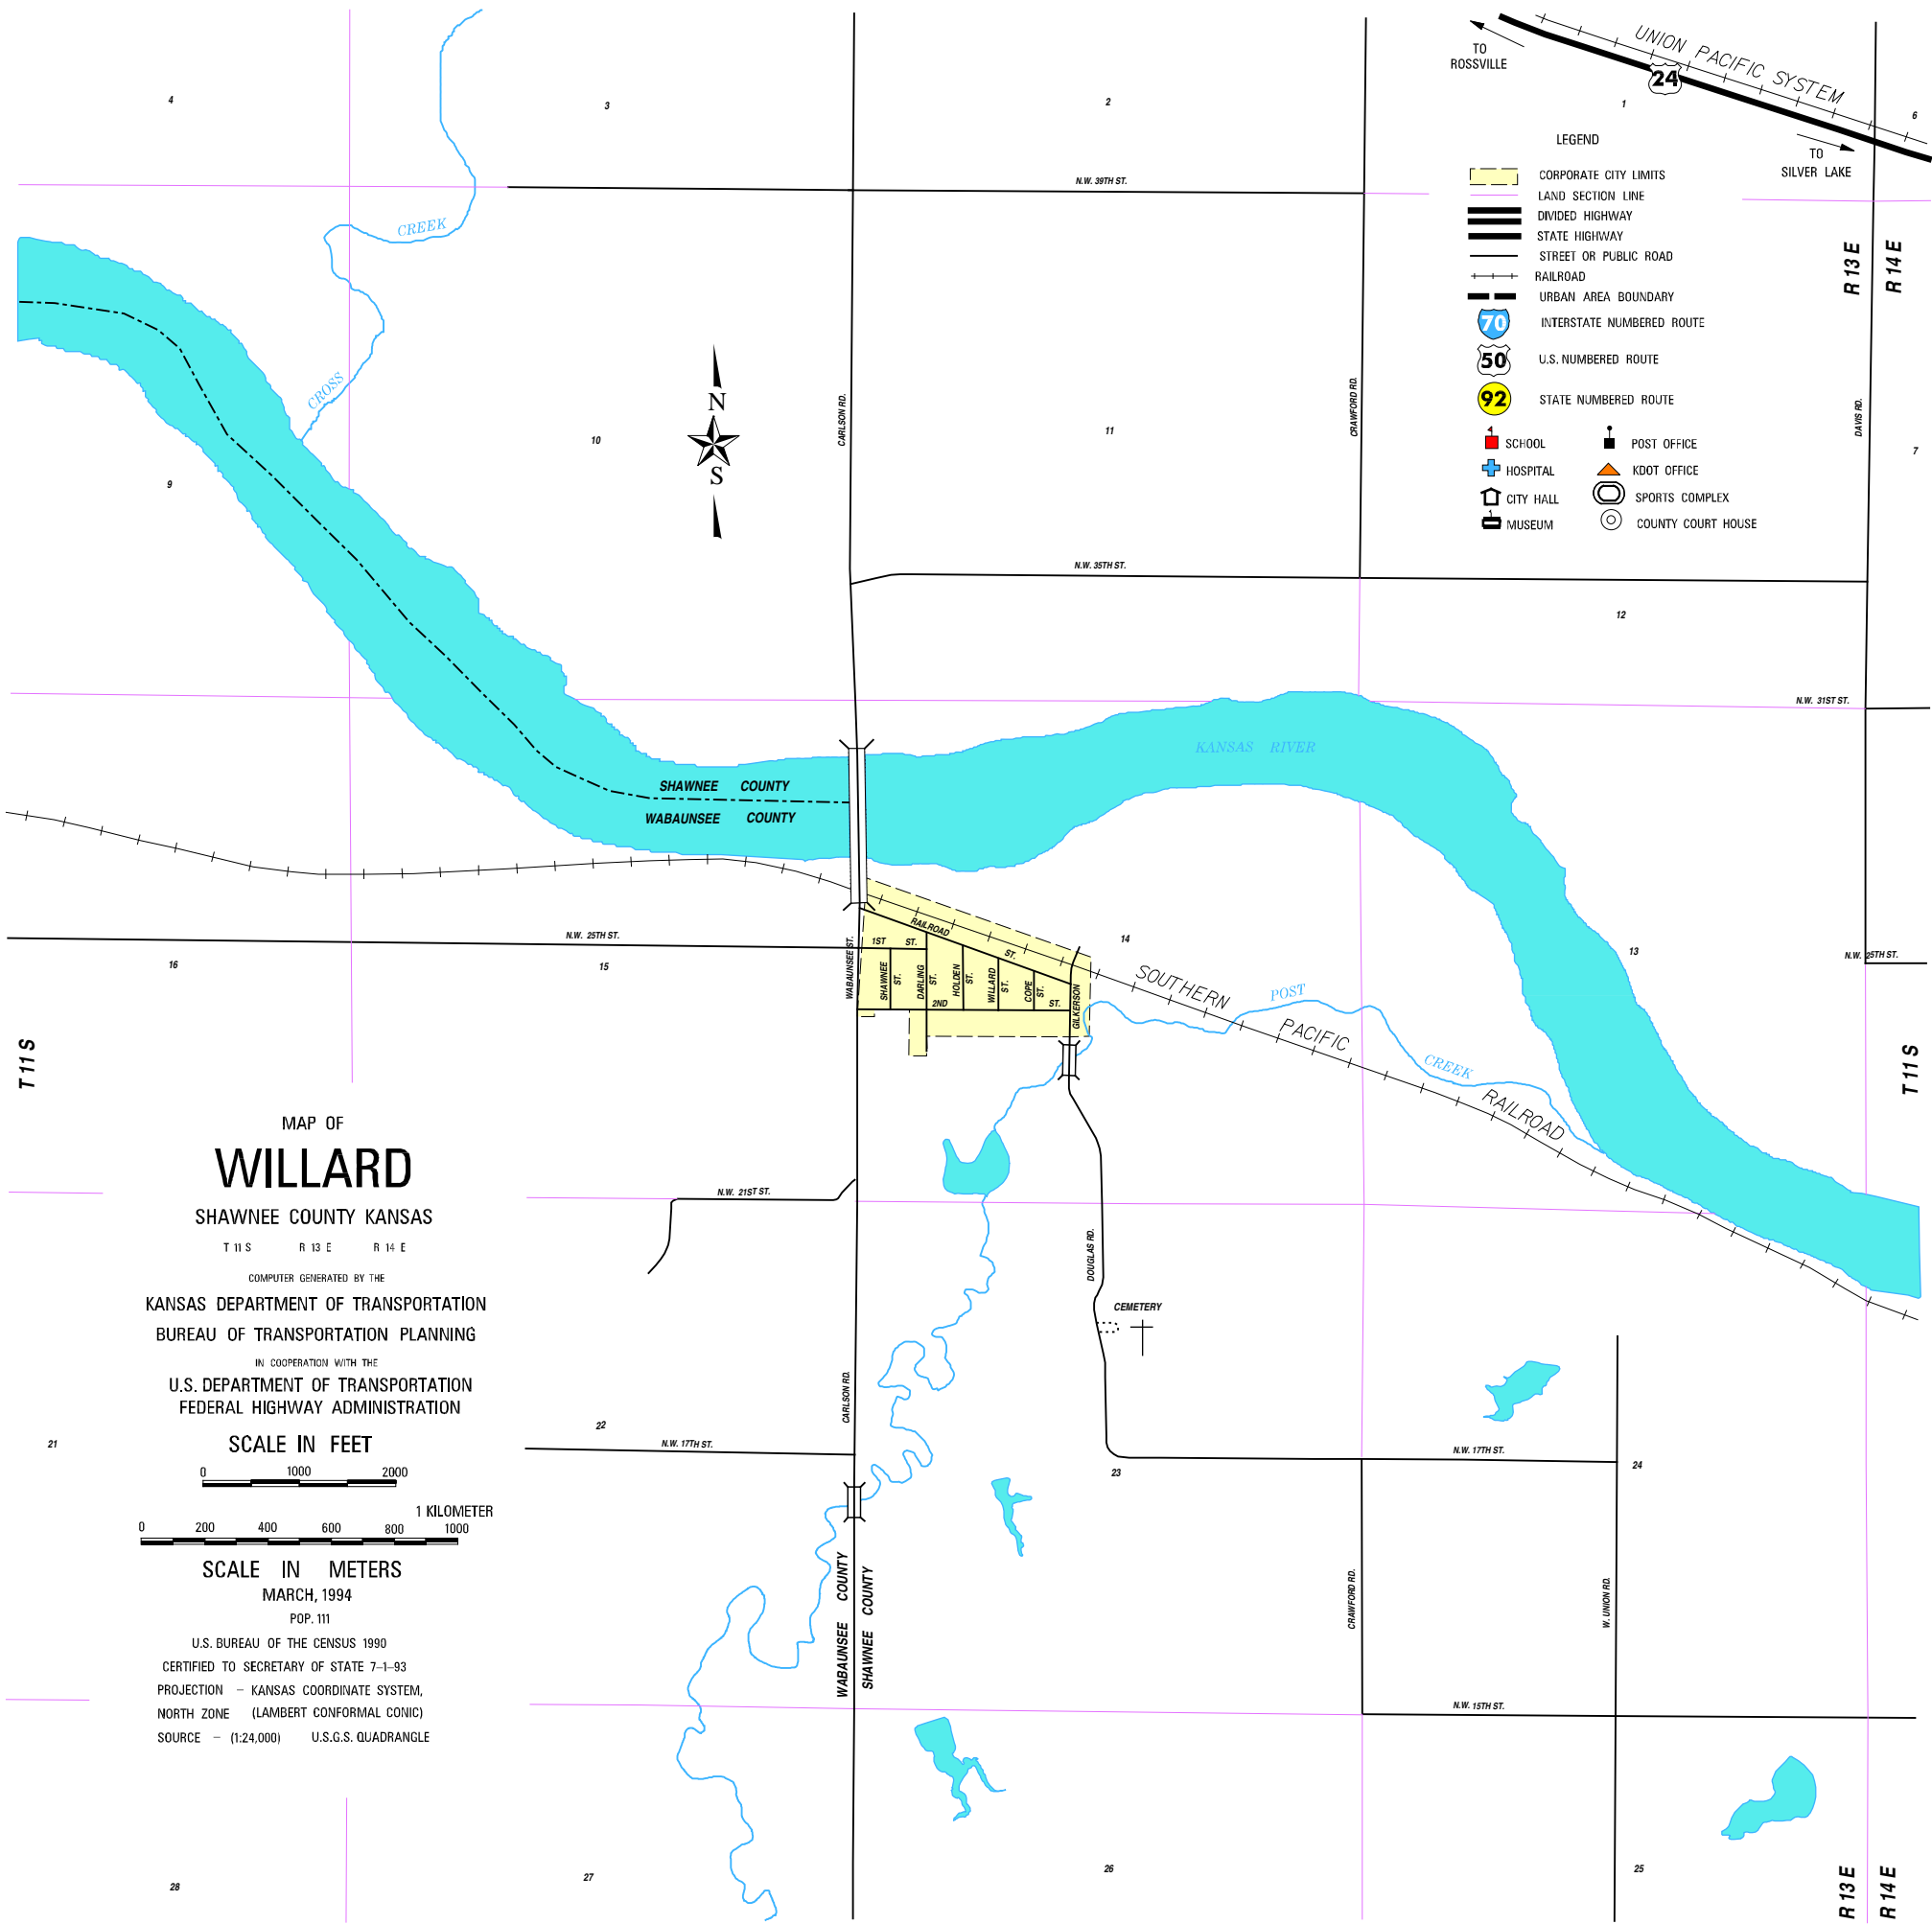 UNION PACIFIC SYSTEM
24
TO
ROSSVILLE
TO
SILVER LAKE
4
3
2
1
6
LEGEND
CORPORATE CITY LIMITS
LAND SECTION LINE
DIVIDED HIGHWAY
STATE HIGHWAY
STREET OR PUBLIC ROAD
RAILROAD
URBAN AREA BOUNDARY
70 INTERSTATE NUMBERED ROUTE
50 U.S. NUMBERED ROUTE
92 STATE NUMBERED ROUTE
SCHOOL
POST OFFICE
HOSPITAL
KDOT OFFICE
CITY HALL
SPORTS COMPLEX
MUSEUM
COUNTY COURT HOUSE
N.W. 39TH ST.
R 13 E
R 14 E
CREEK
CROSS
N
S
CARLSON RD.
CRAWFORD RD.
DAVIS RD.
9
10
11
7
N.W. 35TH ST.
12
N.W. 31ST ST.
KANSAS RIVER
SHAWNEE COUNTY
WABAUNSEE COUNTY
N.W. 25TH ST.
RAILROAD ST.
1ST ST.
WABAUNSEE ST.
SHAWNEE ST.
DARLING ST.
HOLDEN ST.
WILLARD ST.
COPE ST.
2ND ST.
GILKERSON
16
15
14
13
N.W. 25TH ST.
SOUTHERN PACIFIC RAILROAD
POST CREEK
T 11 S
T 11 S
MAP OF
WILLARD
SHAWNEE COUNTY KANSAS
T 11 S R 13 E R 14 E
COMPUTER GENERATED BY THE
KANSAS DEPARTMENT OF TRANSPORTATION
BUREAU OF TRANSPORTATION PLANNING
IN COOPERATION WITH THE
U.S. DEPARTMENT OF TRANSPORTATION
FEDERAL HIGHWAY ADMINISTRATION
SCALE IN FEET
0 1000 2000
1 KILOMETER
0 200 400 600 800 1000
SCALE IN METERS
MARCH, 1994
POP. 111
U.S. BUREAU OF THE CENSUS 1990
CERTIFIED TO SECRETARY OF STATE 7-1-93
PROJECTION - KANSAS COORDINATE SYSTEM,
NORTH ZONE (LAMBERT CONFORMAL CONIC)
SOURCE - (1:24,000) U.S.G.S. QUADRANGLE
N.W. 21ST ST.
DOUGLAS RD.
CEMETERY
CARLSON RD.
21
22
N.W. 17TH ST.
N.W. 17TH ST.
23
24
WABAUNSEE COUNTY
SHAWNEE COUNTY
CRAWFORD RD.
W. UNION RD.
N.W. 15TH ST.
28
27
26
25
R 13 E
R 14 E